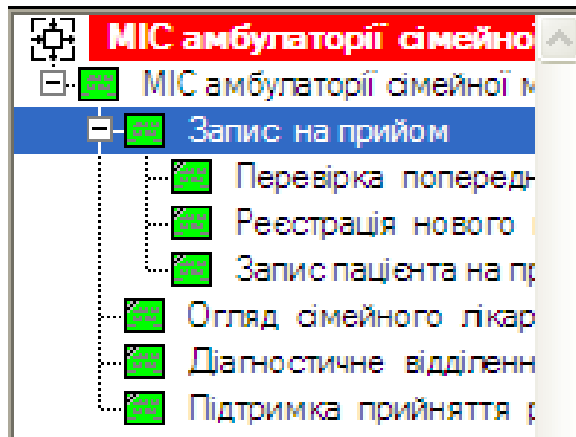 МІС амбулаторії сімейно
МІС амбулаторії сімейної м
Запис на прийом
Перевірка попередн
Реєстрація нового
Запис пацієнта на пр
Огляд сімейного лікар
Діагностичне відділенн
Підтримка прийняття р